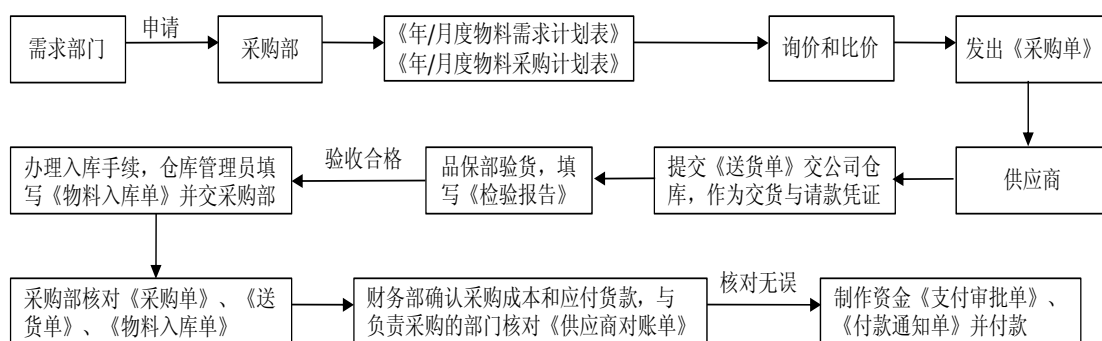 需求部门
申请
采购部
《年/月度物料需求计划表》
《年/月度物料采购计划表》
询价和比价
发出《采购单》
供应商
提交《送货单》交公司仓
库，作为交货与请款凭证
品保部验货，填
写《检验报告》
验收合格
办理入库手续，仓库管理员填
写《物料入库单》并交采购部
采购部核对《采购单》、《送
货单》、《物料入库单》
财务部确认采购成本和应付货款，与
负责采购的部门核对《供应商对账单》
核对无误
制作资金《支付审批单》、
《付款通知单》并付款